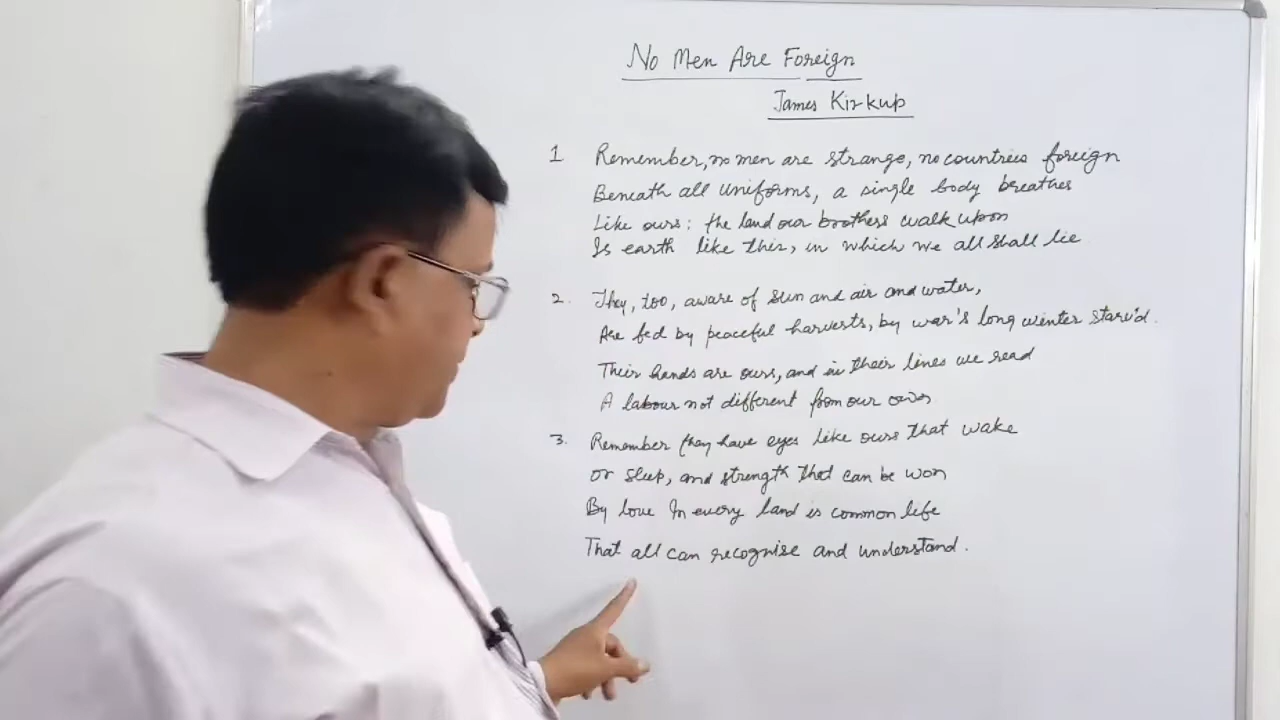 No Men Are Foreign
James Kirkup
1 Remember, no men are strange, no countries foreign
Beneath all uniforms, a single body breathes
Like ours: the land our brothers walk upon
Is earth like this, in which we all shall lie
2. They, too, aware of sun and air and water,
Are fed by peaceful harvests, by war's long winter starv'd.
Their hands are ours, and in their lines we read
A labour not different from our own
3. Remember they have eyes like ours that wake
or sleep, and strength that can be won
By love In every land is common life
That all can recognise and understand.